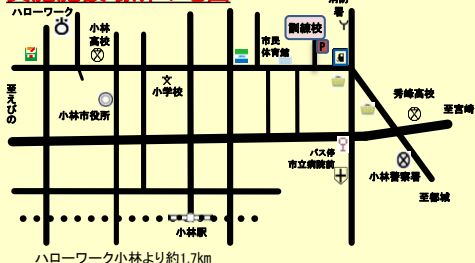 ハローワーク
消防
署
小林
高校
訓練校
P
市民
体育館
文
小学校
至えびの
小林市役所
秀峰高校
至宮崎
バス停
市立病院前
小林警察署
至都城
小林駅
ハローワーク小林より約1.7km